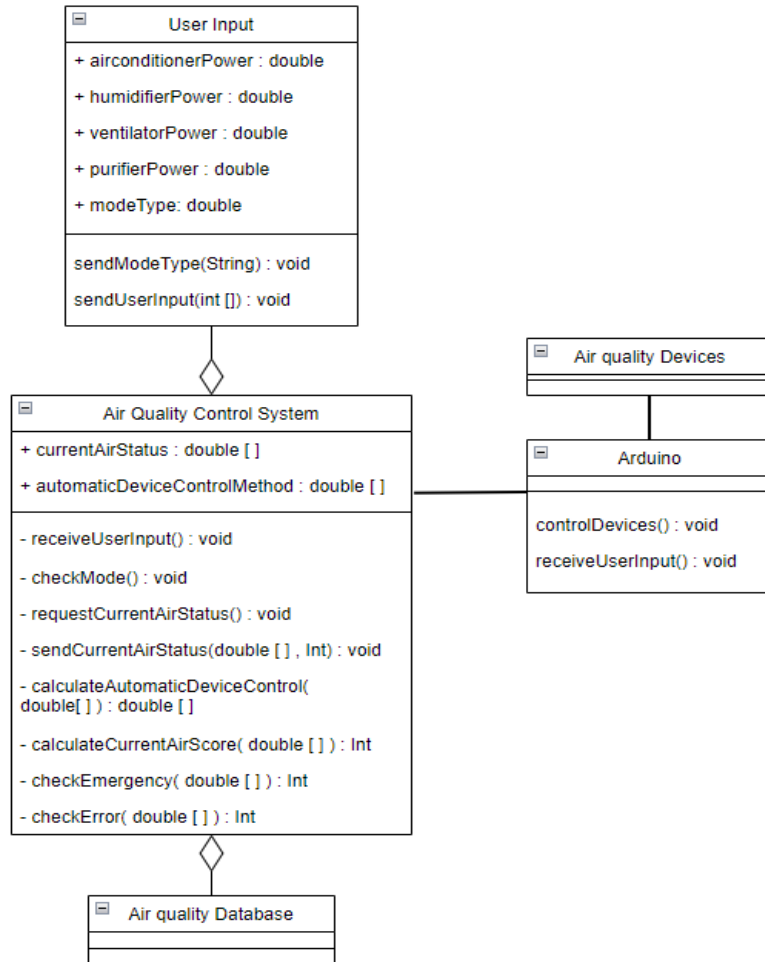 User Input
+ airconditionerPower : double
+ humidifierPower : double
+ ventilatorPower : double
+ purifierPower : double
+ modeType: double
sendModeType(String) : void
sendUserInput(int []) : void
Air quality Devices
Air Quality Control System
+ currentAirStatus : double [ ]
+ automaticDeviceControlMethod : double [ ]
Arduino
controlDevices() : void
receiveUserInput() : void
- receiveUserInput() : void
- checkMode() : void
- requestCurrentAirStatus() : void
- sendCurrentAirStatus(double [ ] , Int) : void
- calculateAutomaticDeviceControl(
double[ ] ) : double [ ]
- calculateCurrentAirScore( double [ ] ) : Int
- checkEmergency( double [ ] ) : Int
- checkError( double [ ] ) : Int
Air quality Database